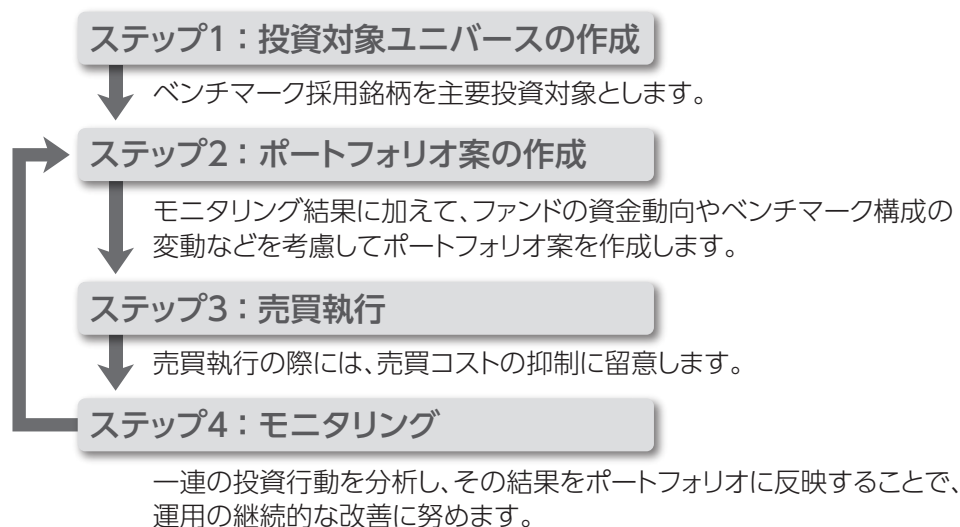 ステップ1：投資対象ユニバースの作成
ベンチマーク採用銘柄を主要投資対象とします。
ステップ2：ポートフォリオ案の作成
モニタリング結果に加えて、ファンドの資金動向やベンチマーク構成の
変動などを考慮してポートフォリオ案を作成します。
ステップ3：売買執行
売買執行の際には、売買コストの抑制に留意します。
ステップ4：モニタリング
一連の投資行動を分析し、その結果をポートフォリオに反映することで、
運用の継続的な改善に努めます。